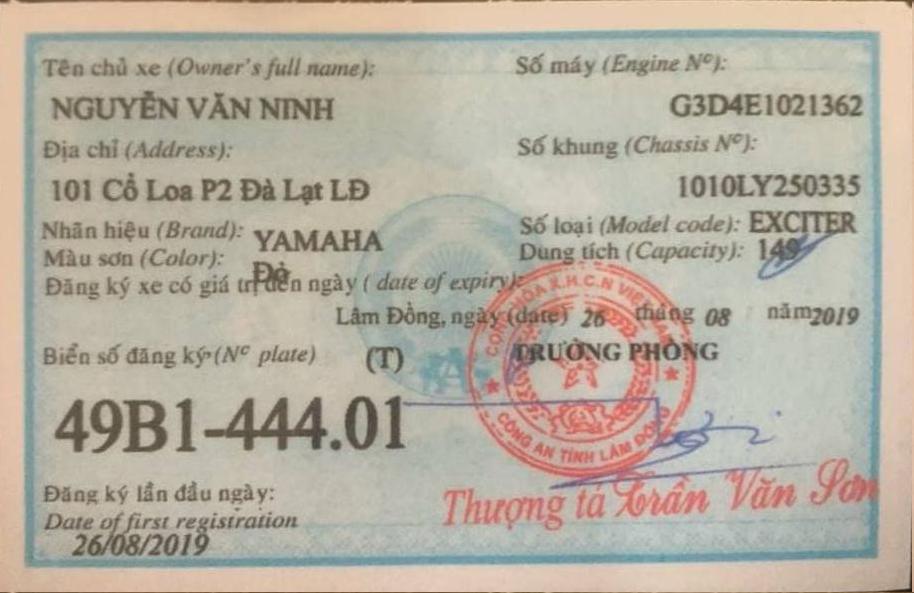 Tên chủ xe (Owner's full name):
NGUYỄN VĂN NINH
Địa chỉ (Address):
101 Cổ Loa P2 Đà Lạt LĐ
Nhãn hiệu (Brand): YAMAHA
Màu sơn (Color): Đỏ
Số máy (Engine Nº):
G3D4E1021362
Số khung (Chassis Nº):
1010LY250335
Số loại (Model code): EXCITER
Dung tích (Capacity): 149
Đăng ký xe có giá trị đến ngày ( date of expiry):
Lâm Đồng, ngày (date) 26 tháng 08 năm 2019
Biển số đăng ký (Nº plate) (T)
49B1-444.01
TRƯỞNG PHÒNG
CỘNG HÒA X.H.C.N VIỆT NAM
CÔNG AN TỈNH LÂM ĐỒNG
Thượng tá Trần Văn Sơn
Đăng ký lần đầu ngày:
Date of first registration
26/08/2019